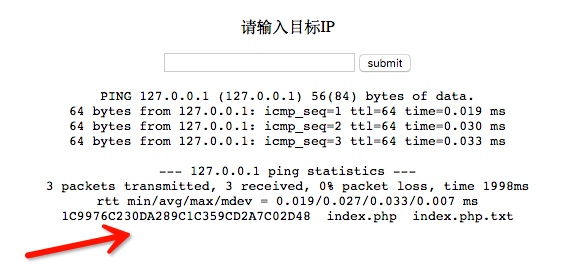 请输入目标IP
submit
PING 127.0.0.1 (127.0.0.1) 56(84) bytes of data.
64 bytes from 127.0.0.1: icmp_seq=1 ttl=64 time=0.019 ms
64 bytes from 127.0.0.1: icmp_seq=2 ttl=64 time=0.030 ms
64 bytes from 127.0.0.1: icmp_seq=3 ttl=64 time=0.033 ms
--- 127.0.0.1 ping statistics ---
3 packets transmitted, 3 received, 0% packet loss, time 1998ms
rtt min/avg/max/mdev = 0.019/0.027/0.033/0.007 ms
1C9976C230DA289C1C359CD2A7C02D48 index.php index.php.txt